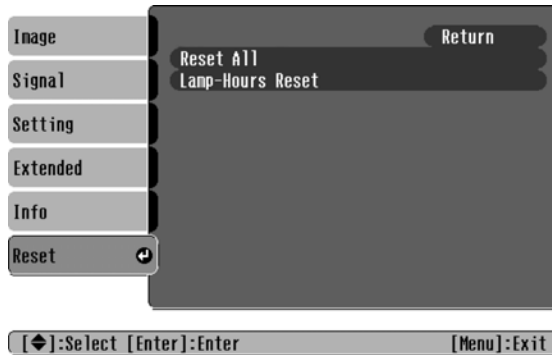 Image
Signal
Setting
Extended
Info
Reset
Return
Reset All
Lamp-Hours Reset
[◆]:Select [Enter]:Enter [Menu]:Exit